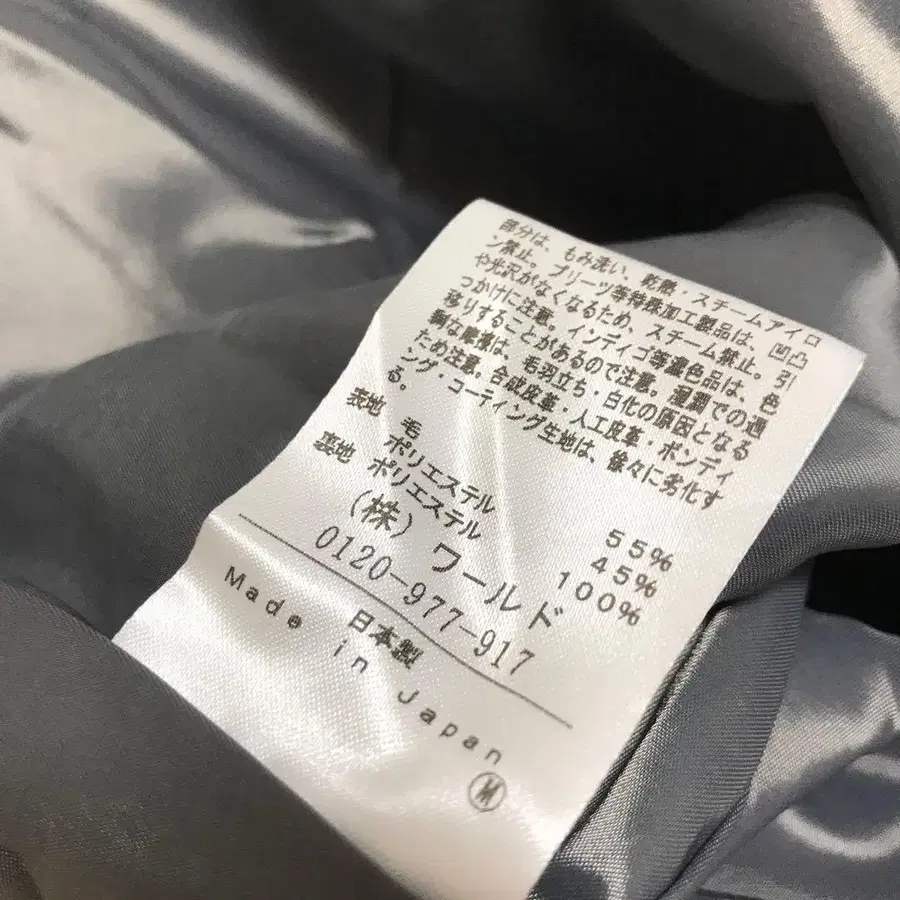 部分は、もみ洗い、乾熱・スチームアイロ
ン禁止。プリーツ等特殊加工製品は、凹凸
や光沢がなくなるため、スチーム禁止。引
っかけに注意。インディゴ等濃色品は、色
移りすることがあるので注意。湿潤での過
剰な摩擦は、毛羽立ち・白化の原因となる
ため注意。合成皮革・人工皮革・ボンディ
ング・コーティング生地は、徐々に劣化す
る。
表地 毛 55%
ポリエステル 45%
裏地 ポリエステル 100%
(株) ワールド
0120-977-917
日本製
Made in Japan
M